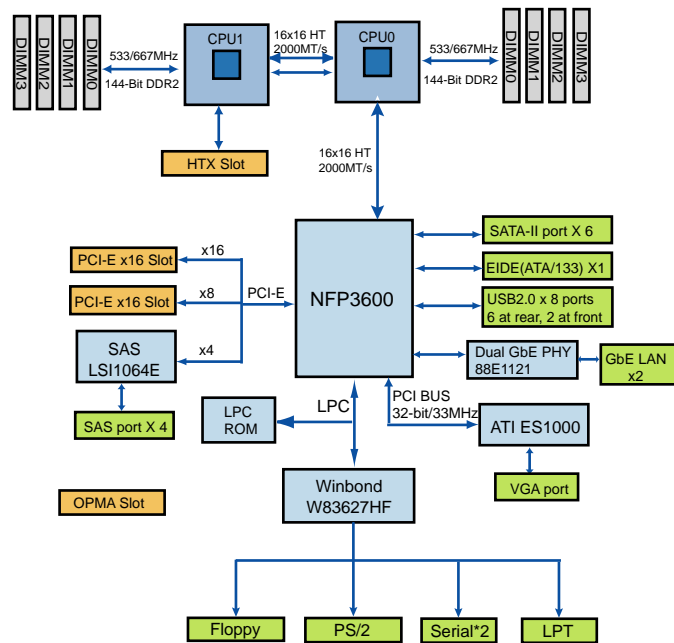 DIMM3
DIMM2
DIMM1
DIMM0
533/667MHz
144-Bit DDR2
CPU1
16x16 HT
2000MT/s
CPU0
533/667MHz
144-Bit DDR2
DIMM0
DIMM1
DIMM2
DIMM3
HTX Slot
16x16 HT
2000MT/s
PCI-E x16 Slot
x16
PCI-E x16 Slot
x8
PCI-E
SAS
LSI1064E
x4
SAS port X 4
NFP3600
SATA-II port X 6
EIDE(ATA/133) X1
USB2.0 x 8 ports
6 at rear, 2 at front
Dual GbE PHY
88E1121
GbE LAN
x2
LPC
ROM
LPC
PCI BUS
32-bit/33MHz
ATI ES1000
VGA port
OPMA Slot
Winbond
W83627HF
Floppy
PS/2
Serial*2
LPT